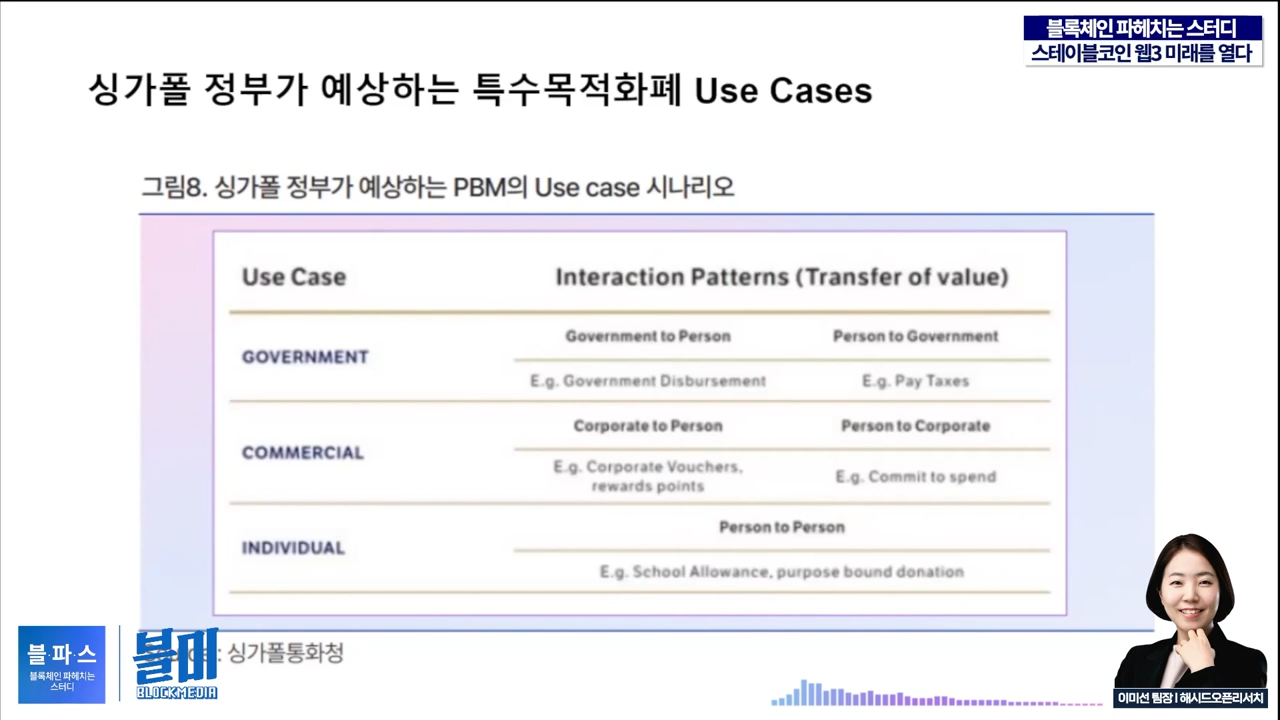 블록체인 파헤치는 스터디
스테이블코인 웹3 미래를 열다
싱가폴 정부가 예상하는 특수목적화폐 Use Cases
그림8. 싱가폴 정부가 예상하는 PBM의 Use case 시나리오
Use Case
Interaction Patterns (Transfer of value)
GOVERNMENT
Government to Person
Person to Government
E.g. Government Disbursement
E.g. Pay Taxes
COMMERCIAL
Corporate to Person
Person to Corporate
E.g. Corporate Vouchers,
rewards points
E.g. Commit to spend
INDIVIDUAL
Person to Person
E.g. School Allowance, purpose bound donation
: 싱가폴통화청
블·파·스
블록체인 파헤치는
스터디
블미
BLOCKMEDIA
이미선 팀장 | 해시드오픈리서치